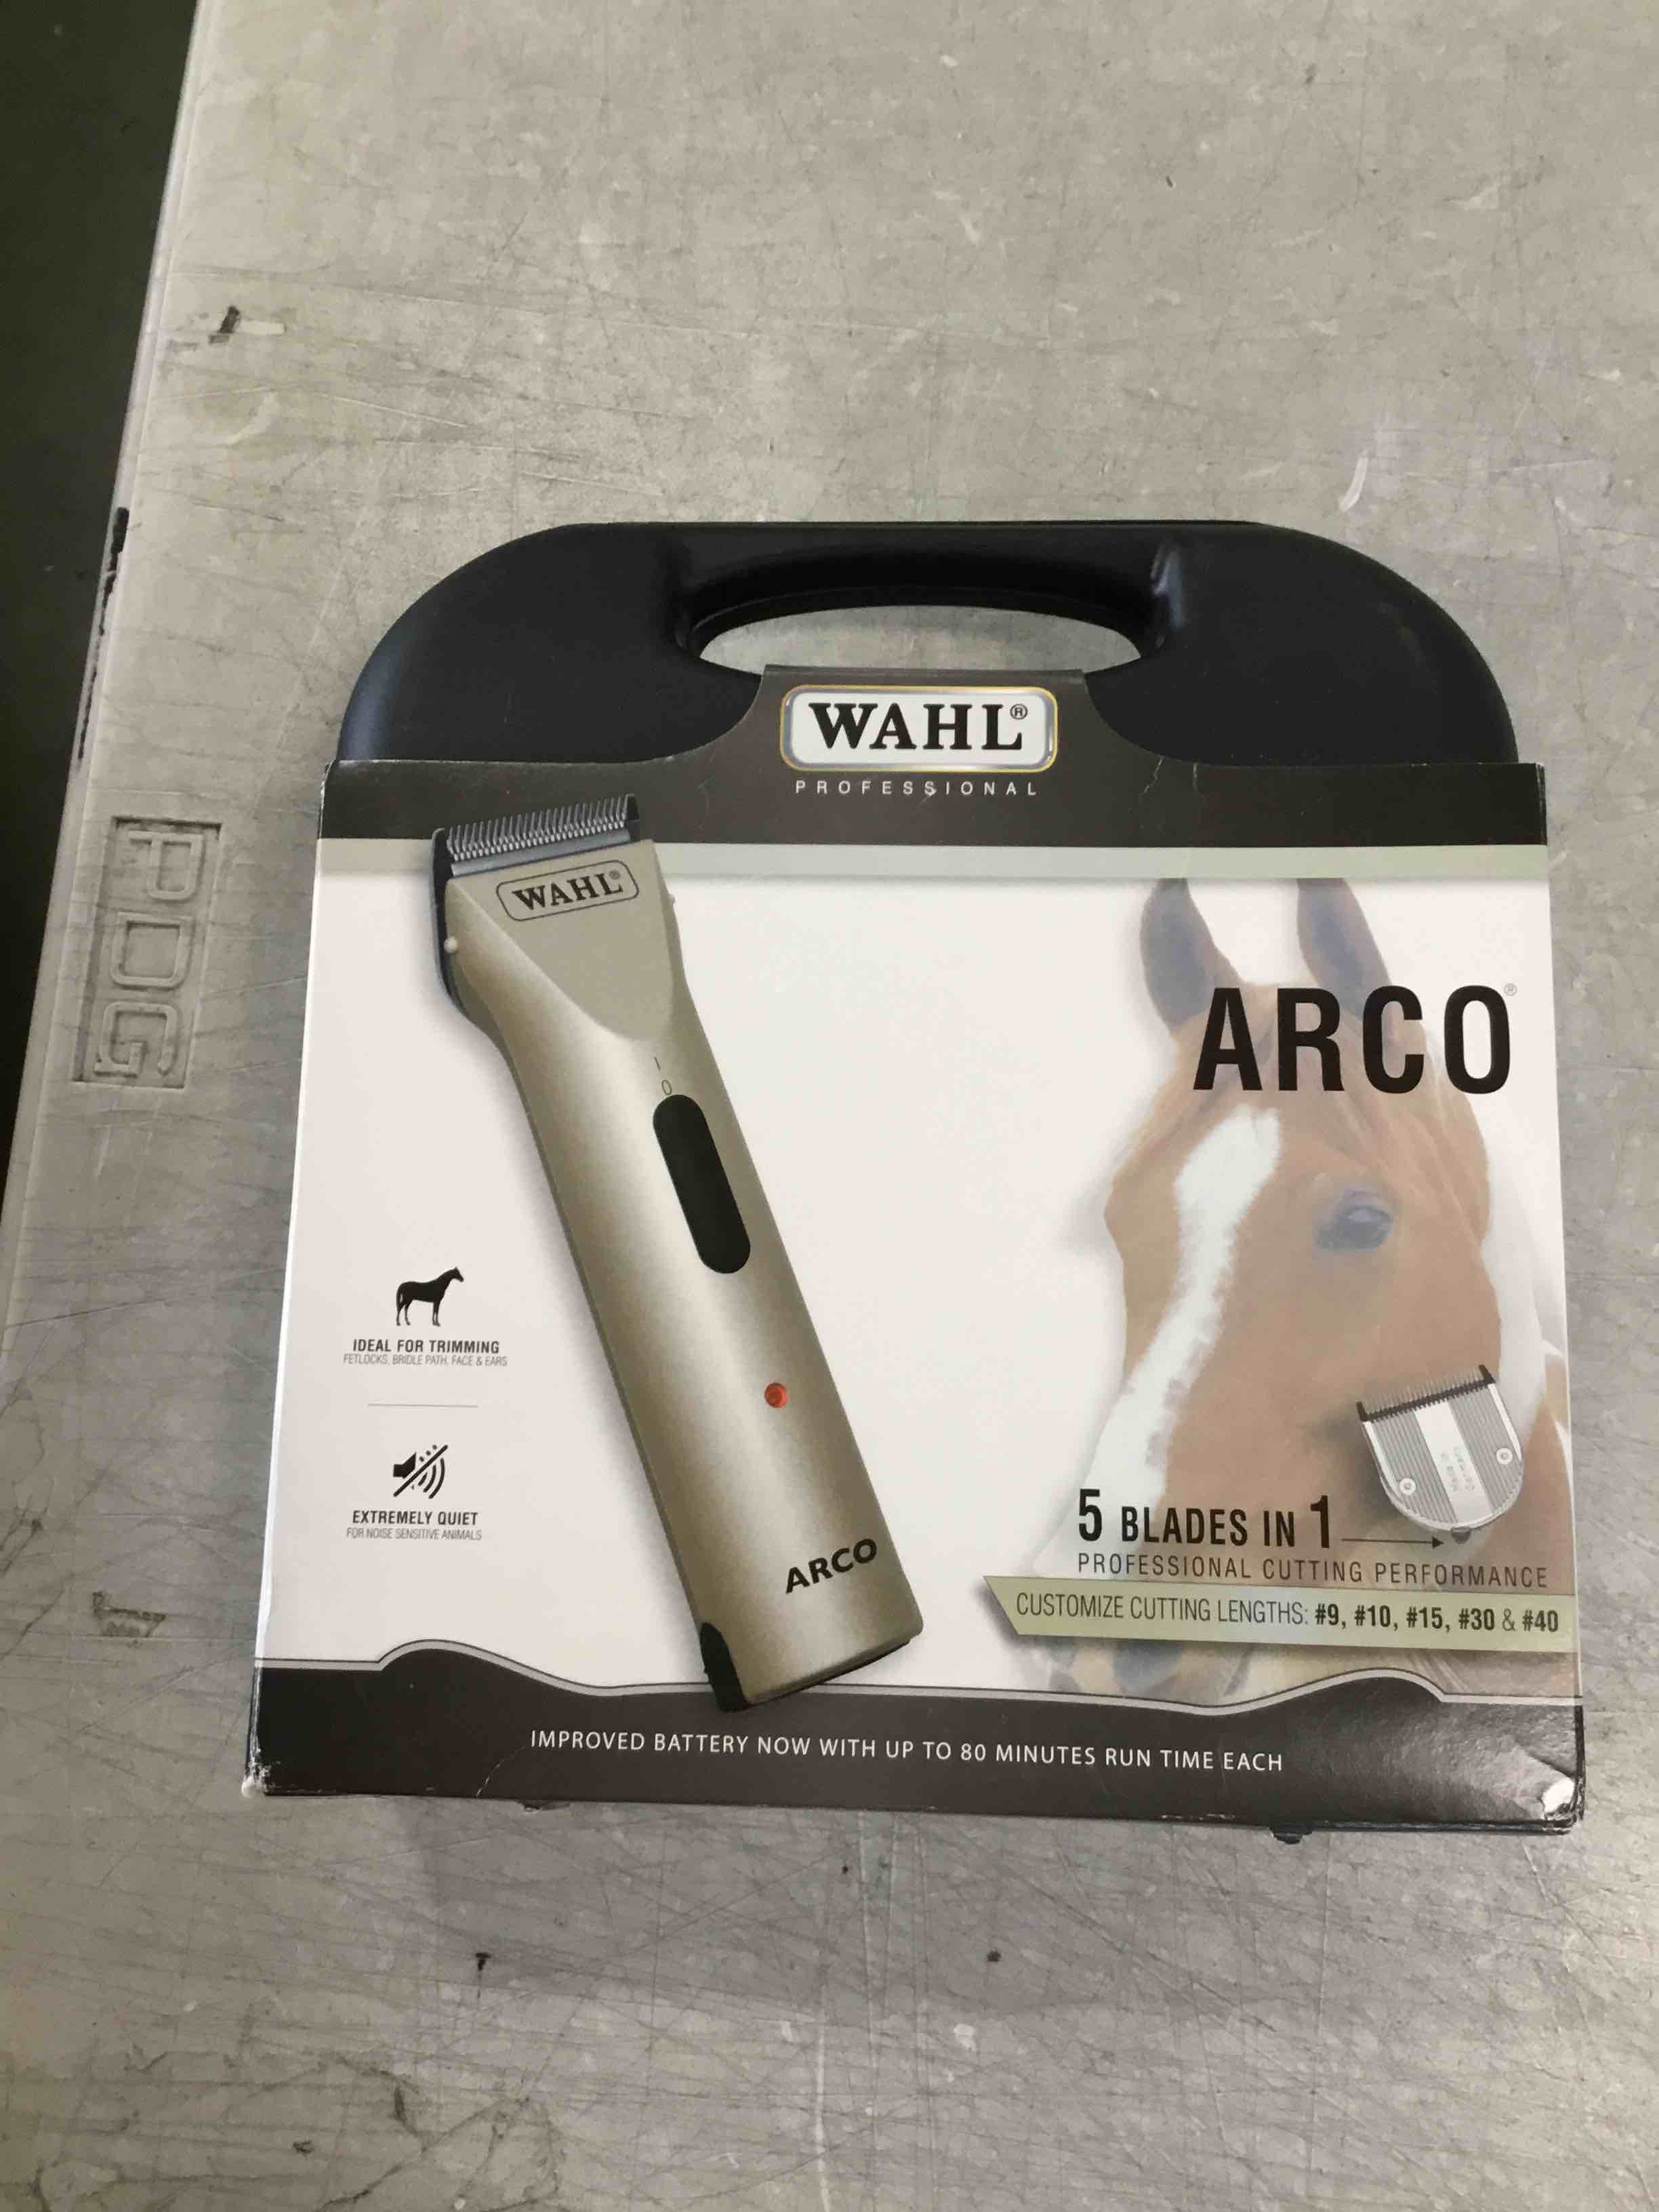 WAHL®
PROFESSIONAL
WAHL®
ARCO®
I
0
IDEAL FOR TRIMMING
FETLOCKS, BRIDLE PATH, FACE & EARS
EXTREMELY QUIET
FOR NOISE SENSITIVE ANIMALS
ARCO
5 BLADES IN 1
PROFESSIONAL CUTTING PERFORMANCE
CUSTOMIZE CUTTING LENGTHS: #9, #10, #15, #30 & #40
IMPROVED BATTERY NOW WITH UP TO 80 MINUTES RUN TIME EACH
PDG